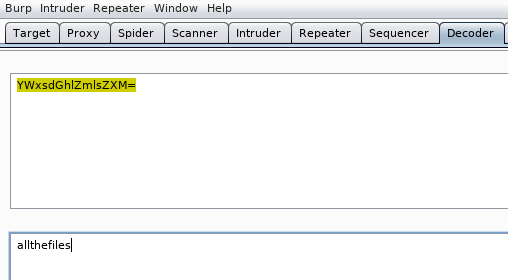 Burp Intruder Repeater Window Help
Target Proxy Spider Scanner Intruder Repeater Sequencer Decoder
YWxsdGhlZmlsZXM=
allthefiles